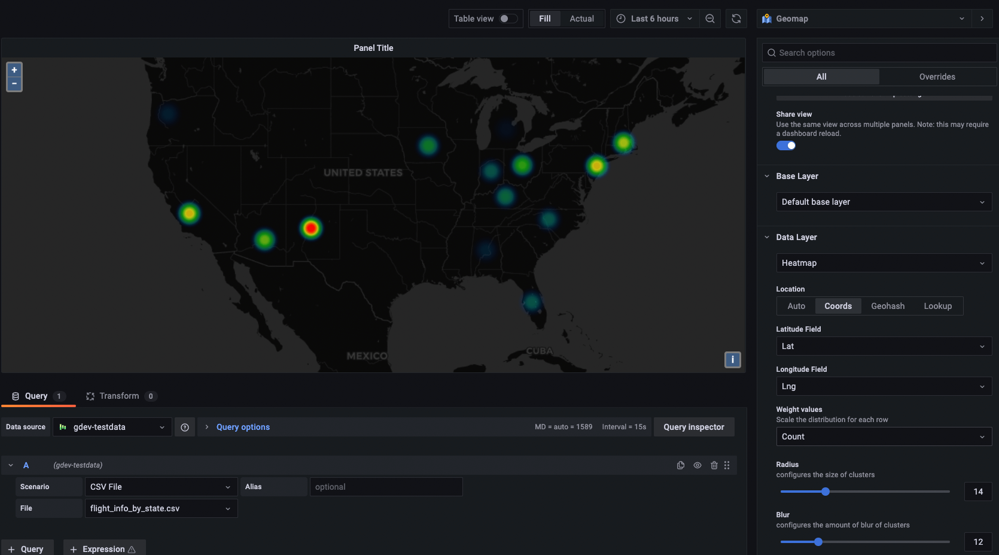 Table view
Fill
Actual
Last 6 hours
Geomap
Panel Title
+
−
UNITED STATES
MEXICO
CUBA
i
Search options
All
Overrides
Share view
Use the same view across multiple panels. Note: this may require
a dashboard reload.
Base Layer
Default base layer
Data Layer
Heatmap
Location
Auto
Coords
Geohash
Lookup
Latitude Field
Lat
Longitude Field
Lng
Weight values
Scale the distribution for each row
Count
Radius
configures the size of clusters
14
Blur
configures the amount of blur of clusters
12
Query 1
Transform 0
Data source
gdev-testdata
Query options
MD = auto = 1589
Interval = 15s
Query inspector
A
(gdev-testdata)
Scenario
CSV File
Alias
optional
File
flight_info_by_state.csv
+ Query
+ Expression